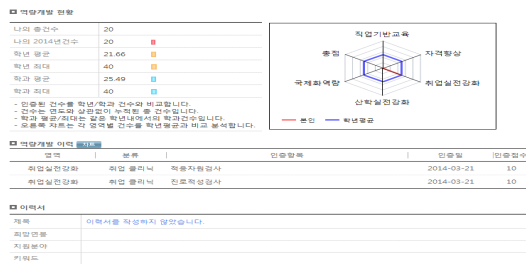 역량개발 현황
나의 총건수 20
나의 2014년건수 20
학년 평균 21.66
학년 최대 40
학과 평균 25.49
학과 최대 40
- 인증된 건수를 학년/학과 건수와 비교합니다.
- 건수는 연도와 상관없이 누적된 총 건수입니다.
- 학과 평균/최대는 같은 학년내에서의 학과건수입니다.
- 오른쪽 차트는 각 영역별 건수를 학년평균과 비교 분석합니다.
직업기반교육
총점 자격향상
국제화역량 취업실전강화
산학실전강화
본인 학년평균
역량개발 이력
영역 분류 인증항목 인증일 인증점수
취업실전강화 취업 클리닉 적응자원검사 2014-03-21 10
취업실전강화 취업 클리닉 진로적성검사 2014-03-21 10
이력서
제목 이력서를 작성하지 않았습니다.
희망연봉
지원분야
키워드